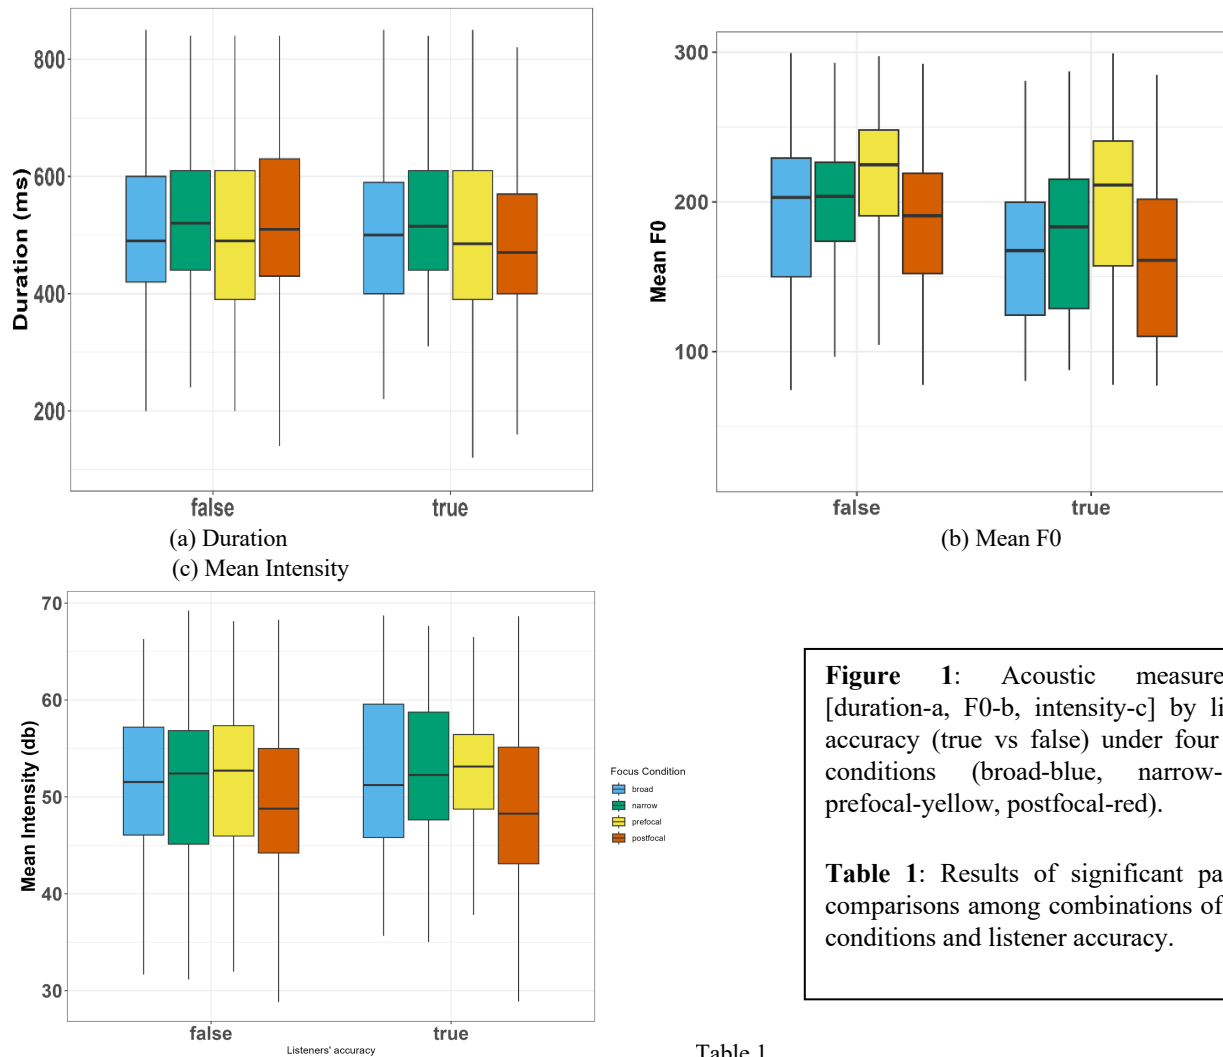 800
600
400
200
Duration (ms)
false
true
(a) Duration
300
200
100
Mean F0
false
true
(b) Mean F0
(c) Mean Intensity
70
60
50
40
30
Mean Intensity (db)
false
true
Listeners' accuracy
Focus Condition
broad
narrow
prefocal
postfocal
Figure 1: Acoustic measure
[duration-a, F0-b, intensity-c] by li
accuracy (true vs false) under four
conditions (broad-blue, narrow-
prefocal-yellow, postfocal-red).
Table 1: Results of significant pa
comparisons among combinations of
conditions and listener accuracy.
Table 1